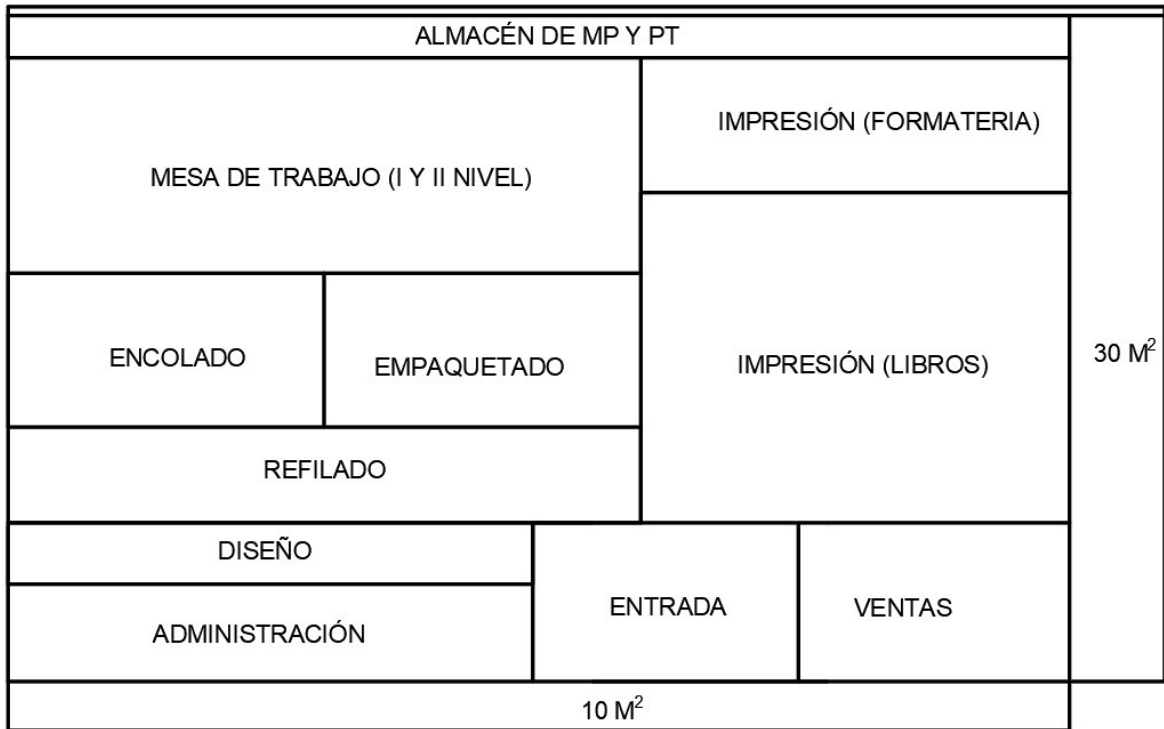 ALMACÉN DE MP Y PT
IMPRESIÓN (FORMATERIA)
MESA DE TRABAJO (I Y II NIVEL)
ENCOLADO
EMPAQUETADO
IMPRESIÓN (LIBROS)
30 M²
REFILADO
DISEÑO
ENTRADA
VENTAS
ADMINISTRACIÓN
10 M²